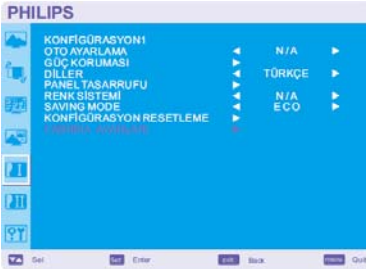 PHILIPS
KONFİGÜRASYON1
OTO AYARLAMA N/A
GÜÇ KORUMASI
DİLLER TÜRKÇE
PANEL TASARRUFU
RENK SİSTEMİ N/A
SAVING MODE ECO
KONFİGÜRASYON RESETLEME
Sel Set Enter Exit Back Quit